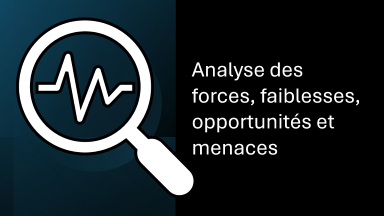 Analyse des
forces, faiblesses,
opportunités et
menaces